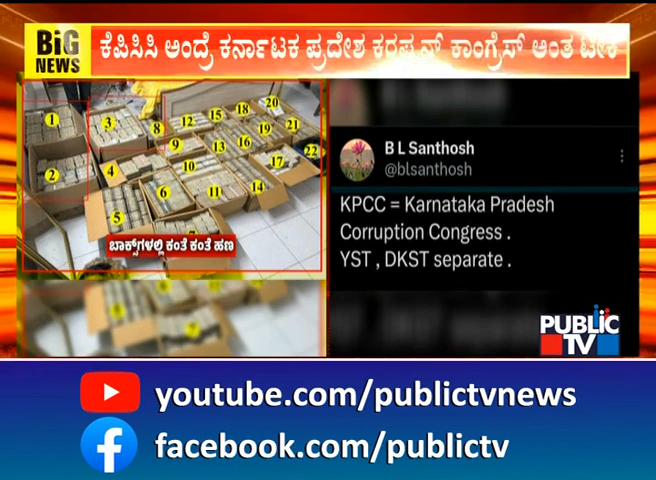 BiG
NEWS
ಕೆಪಿಸಿಸಿ ಅಂದ್ರೆ ಕರ್ನಾಟಕ ಪ್ರದೇಶ ಕರಪ್ಷನ್ ಕಾಂಗ್ರೆಸ್ ಅಂತ ಟೀಕೆ
1
2
3
4
5
6
7
8
9
10
11
12
13
14
15
16
17
18
19
20
21
22
ಬಾಕ್ಸ್‌ಗಳಲ್ಲಿ ಕಂತೆ ಕಂತೆ ಹಣ
B L Santhosh
@blsanthosh
KPCC = Karnataka Pradesh
Corruption Congress .
YST , DKST separate .
PUBLIC
TV
youtube.com/publictvnews
facebook.com/publictv